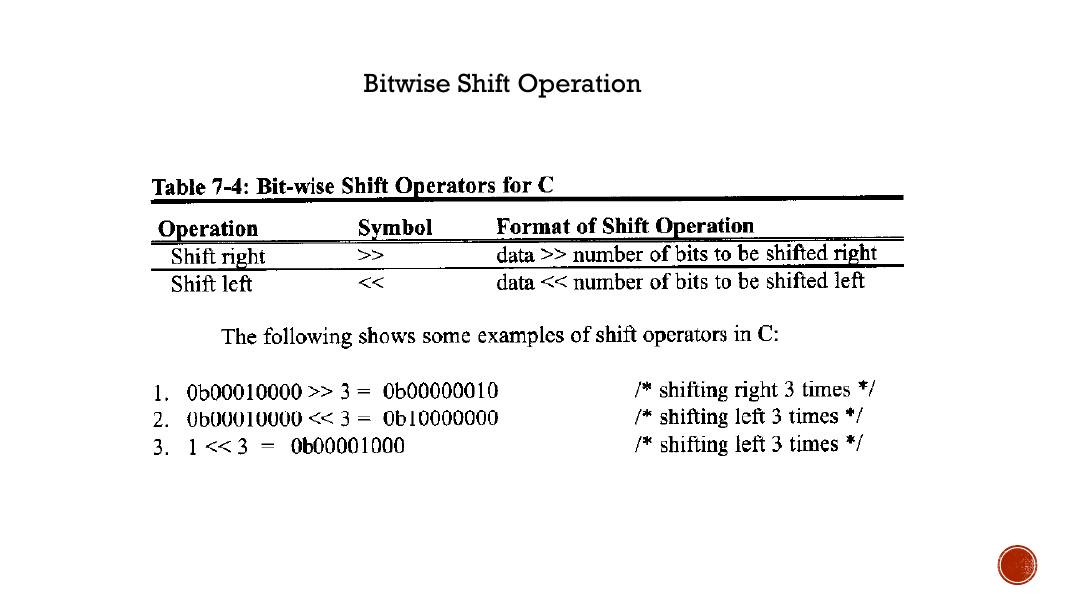 Bitwise Shift Operation
Table 7-4: Bit-wise Shift Operators for C
Operation Symbol Format of Shift Operation
Shift right >> data >> number of bits to be shifted right
Shift left << data << number of bits to be shifted left
The following shows some examples of shift operators in C:
1. 0b00010000 >> 3 = 0b00000010 /* shifting right 3 times */
2. 0b00010000 << 3 = 0b10000000 /* shifting left 3 times */
3. 1 << 3 = 0b00001000 /* shifting left 3 times */